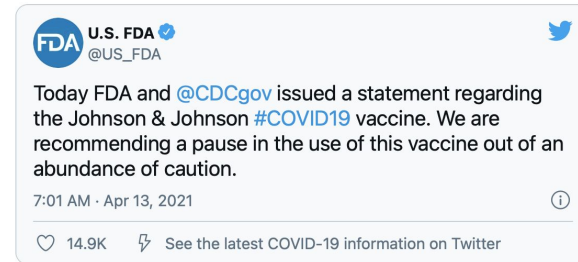 FDA
U.S. FDA
@US_FDA
Today FDA and @CDCgov issued a statement regarding
the Johnson & Johnson #COVID19 vaccine. We are
recommending a pause in the use of this vaccine out of an
abundance of caution.
7:01 AM · Apr 13, 2021
14.9K See the latest COVID-19 information on Twitter